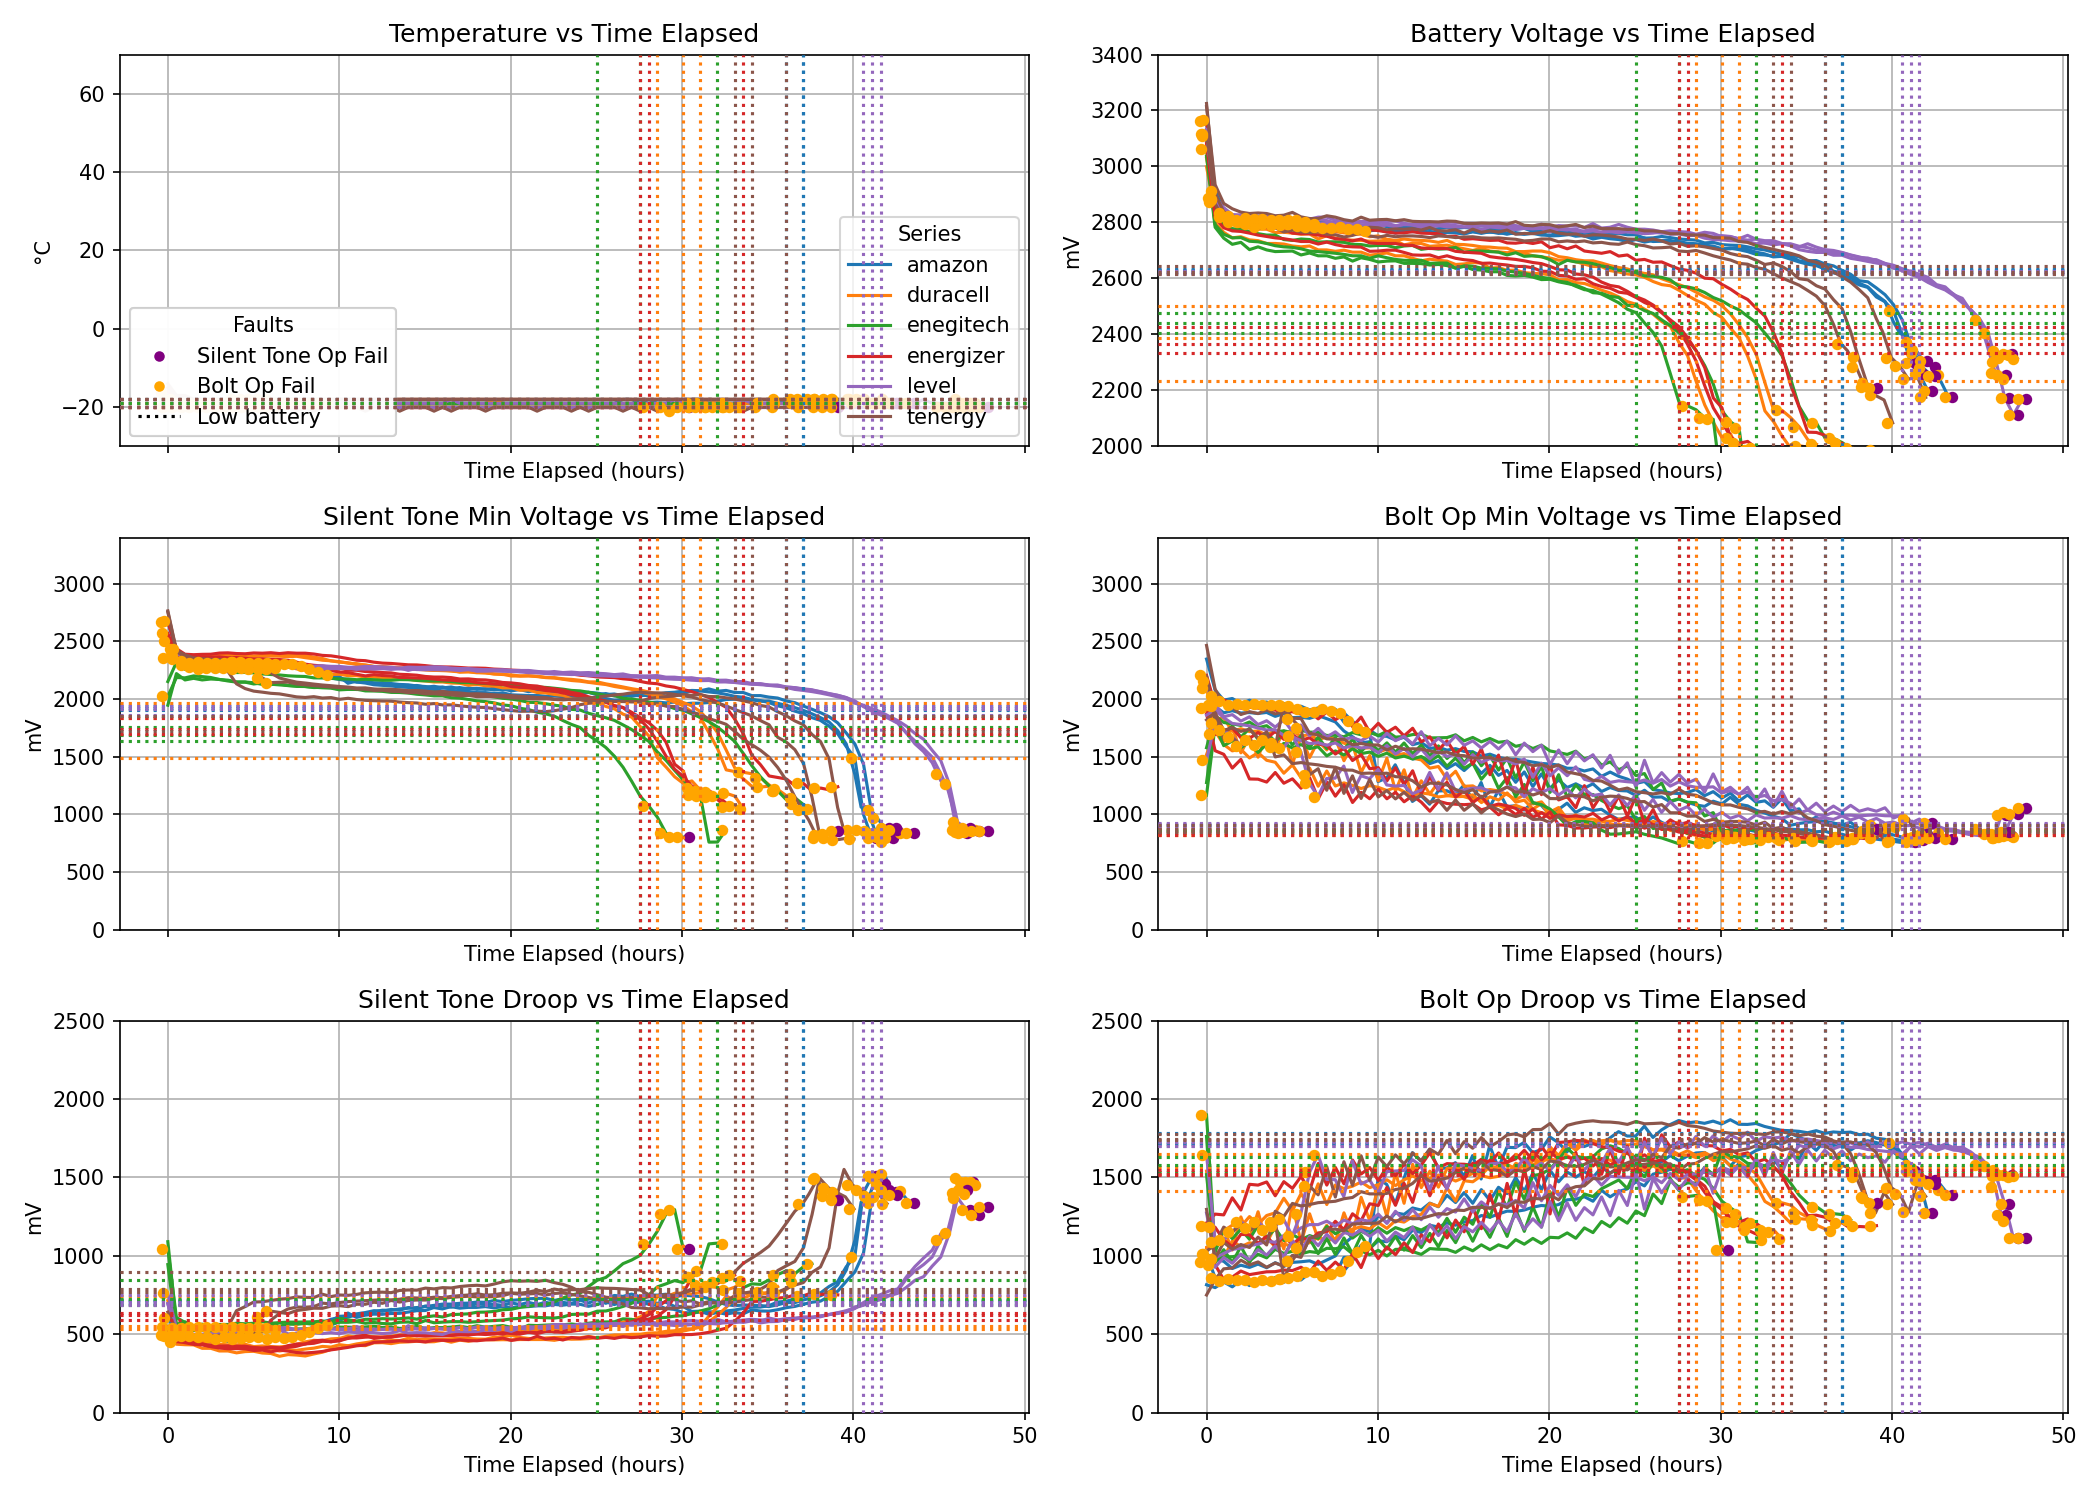 Temperature vs Time Elapsed
60
40
20
0
−20
°C
Faults
Silent Tone Op Fail
Bolt Op Fail
Low battery
Series
amazon
duracell
enegitech
energizer
level
tenergy
Time Elapsed (hours)
Battery Voltage vs Time Elapsed
3400
3200
3000
2800
2600
2400
2200
2000
mV
Time Elapsed (hours)
Silent Tone Min Voltage vs Time Elapsed
3000
2500
2000
1500
1000
500
0
mV
Time Elapsed (hours)
Bolt Op Min Voltage vs Time Elapsed
3000
2500
2000
1500
1000
500
0
mV
Time Elapsed (hours)
Silent Tone Droop vs Time Elapsed
2500
2000
1500
1000
500
0
mV
0 10 20 30 40 50
Time Elapsed (hours)
Bolt Op Droop vs Time Elapsed
2500
2000
1500
1000
500
0
mV
0 10 20 30 40 50
Time Elapsed (hours)